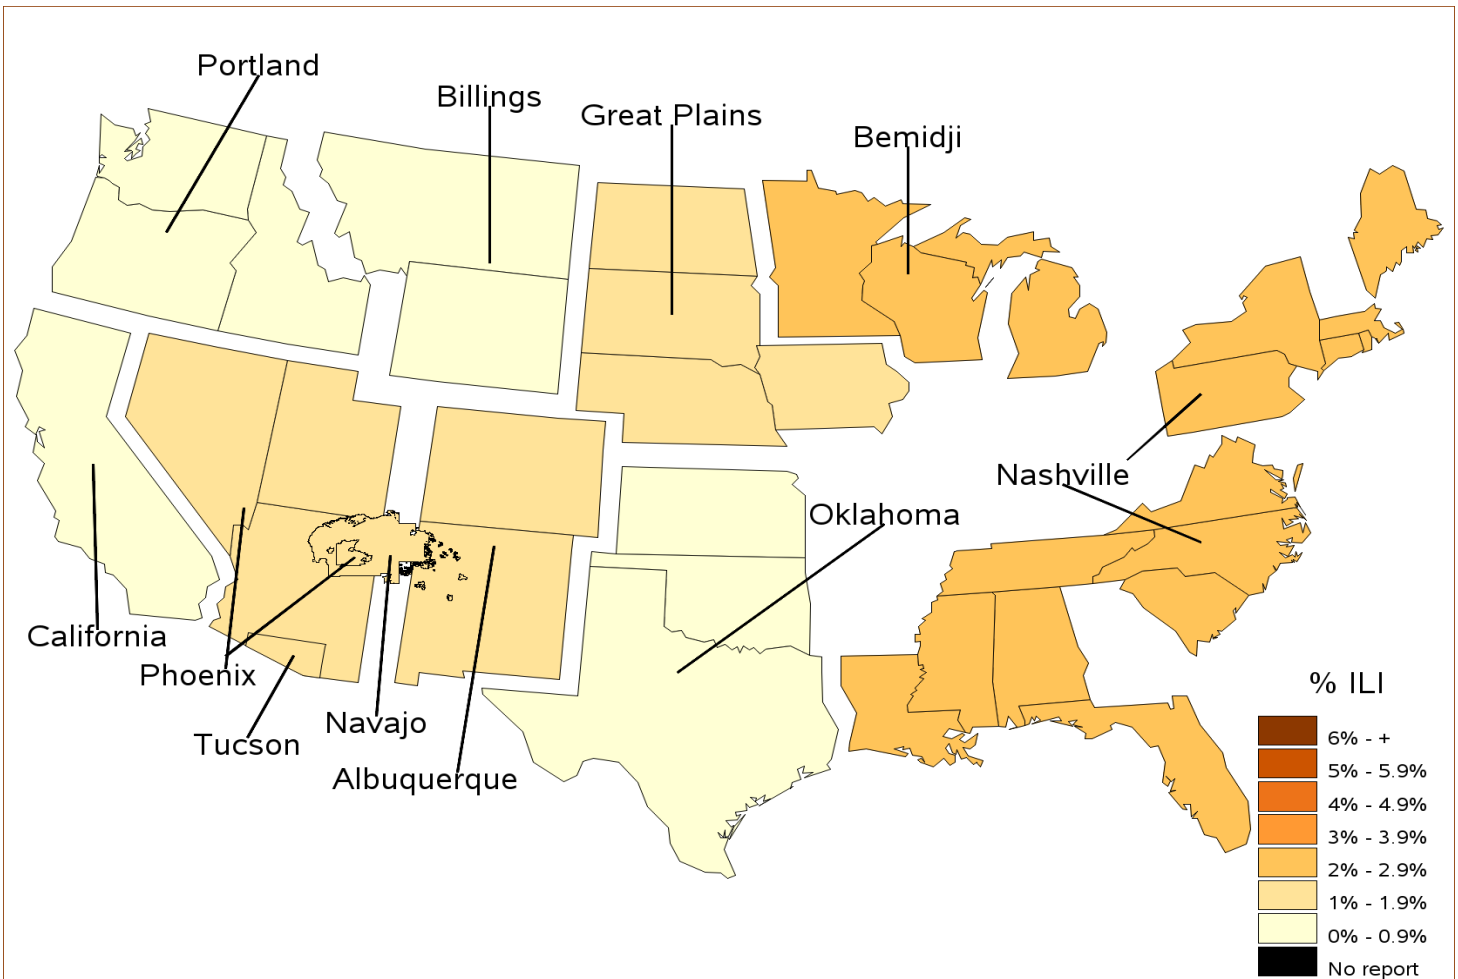 Portland
Billings
Great Plains
Bemidji
Nashville
Oklahoma
California
Phoenix
Navajo
Tucson
Albuquerque
% ILI
6% - +
5% - 5.9%
4% - 4.9%
3% - 3.9%
2% - 2.9%
1% - 1.9%
0% - 0.9%
No report